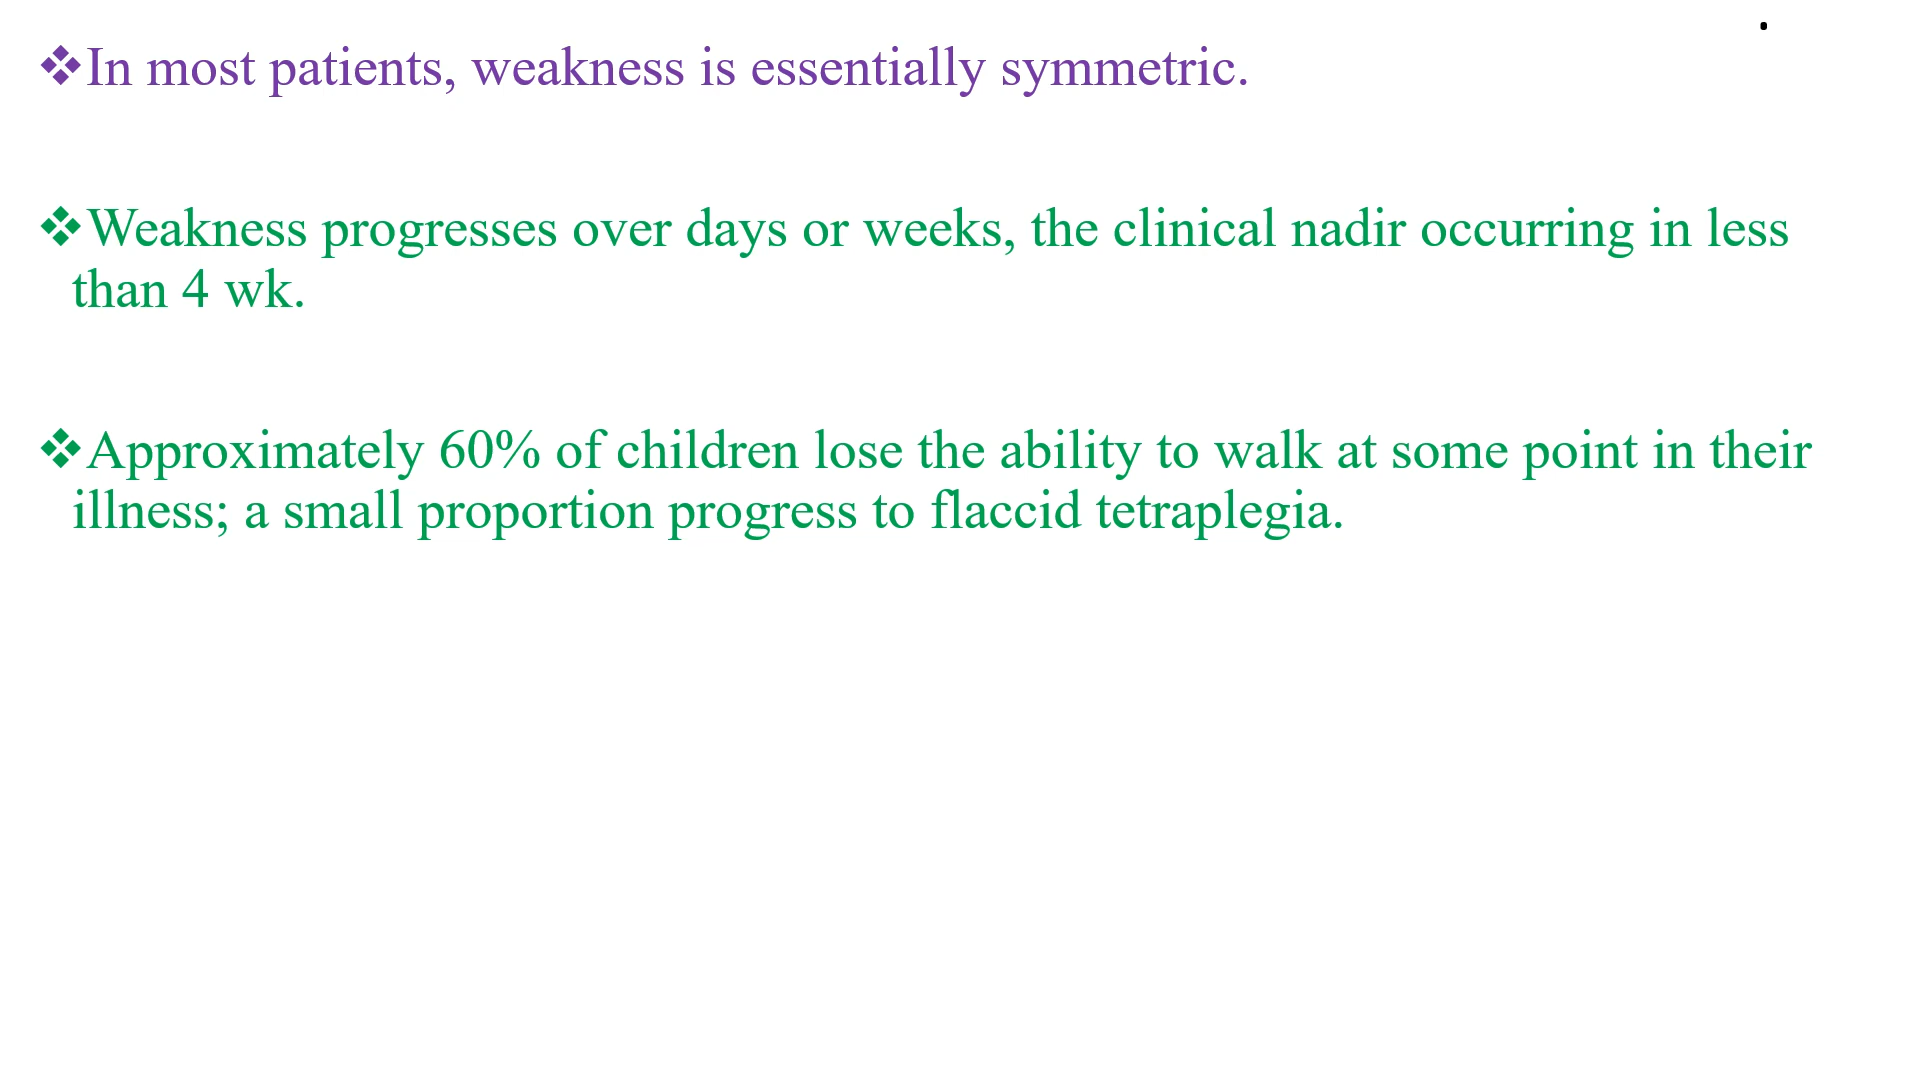 .
❖In most patients, weakness is essentially symmetric.
❖Weakness progresses over days or weeks, the clinical nadir occurring in less
than 4 wk.
❖Approximately 60% of children lose the ability to walk at some point in their
illness; a small proportion progress to flaccid tetraplegia.